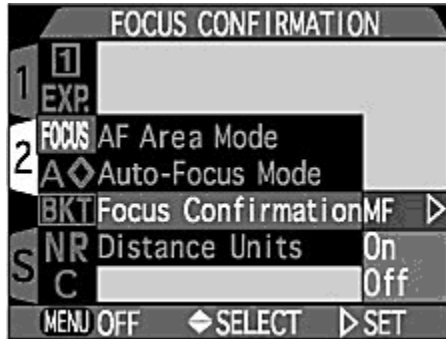 FOCUS CONFIRMATION
1
1
EXP.
FOCUS AF Area Mode
2
A Auto-Focus Mode
BKT Focus Confirmation MF
NR Distance Units On
S
C Off
MENU OFF SELECT SET